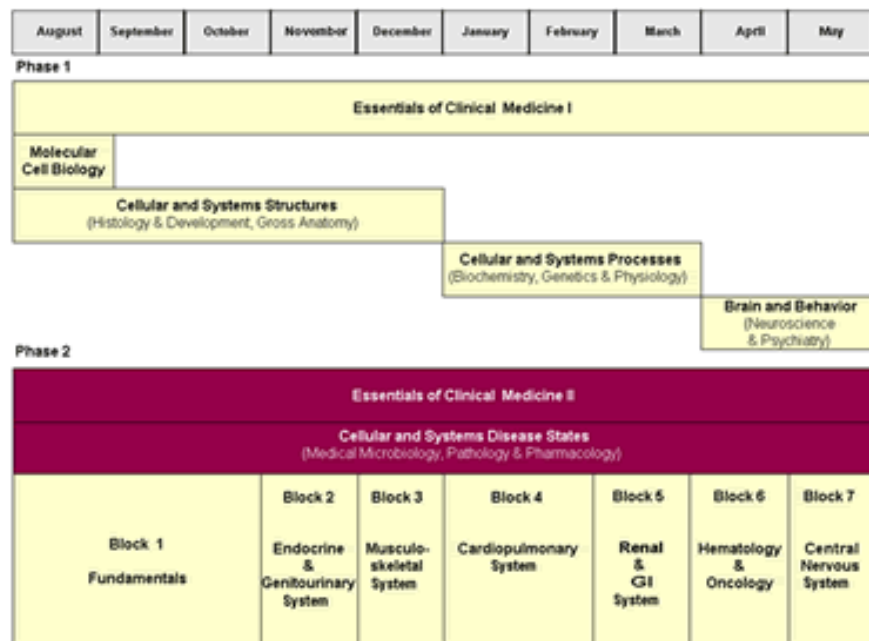 August September October November December January February March April May
Phase 1
Essentials of Clinical Medicine I
Molecular
Cell Biology
Cellular and Systems Structures
(Histology & Development, Gross Anatomy)
Cellular and Systems Processes
(Biochemistry, Genetics & Physiology)
Brain and Behavior
(Neuroscience
& Psychiatry)
Phase 2
Essentials of Clinical Medicine II
Cellular and Systems Disease States
(Medical Microbiology, Pathology & Pharmacology)
Block 1
Fundamentals
Block 2
Endocrine
&
Genitourinary
System
Block 3
Musculo-
skeletal
System
Block 4
Cardiopulmonary
System
Block 5
Renal
&
GI
System
Block 6
Hematology
&
Oncology
Block 7
Central
Nervous
System